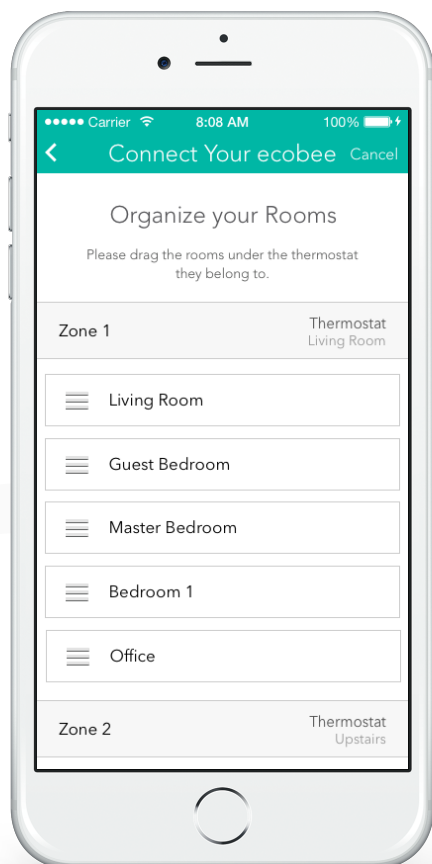 Carrier 8:08 AM 100%
Connect Your ecobee Cancel
Organize your Rooms
Please drag the rooms under the thermostat
they belong to.
Zone 1 Thermostat
Living Room
Living Room
Guest Bedroom
Master Bedroom
Bedroom 1
Office
Zone 2 Thermostat
Upstairs